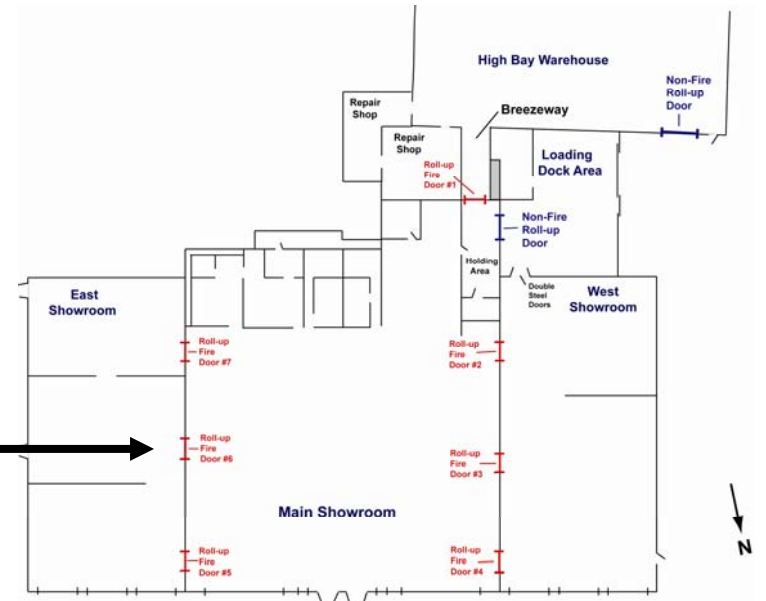 High Bay Warehouse
Non-Fire
Roll-up
Door
Repair
Shop
Breezeway
Repair
Shop
Loading
Dock Area
Roll-up
Fire
Door #1
Non-Fire
Roll-up
Door
Holding
Area
Double
Steel
Doors
East
Showroom
West
Showroom
Roll-up
Fire
Door #7
Roll-up
Fire
Door #2
Roll-up
Fire
Door #6
Roll-up
Fire
Door #3
Main Showroom
N
Roll-up
Fire
Door #5
Roll-up
Fire
Door #4